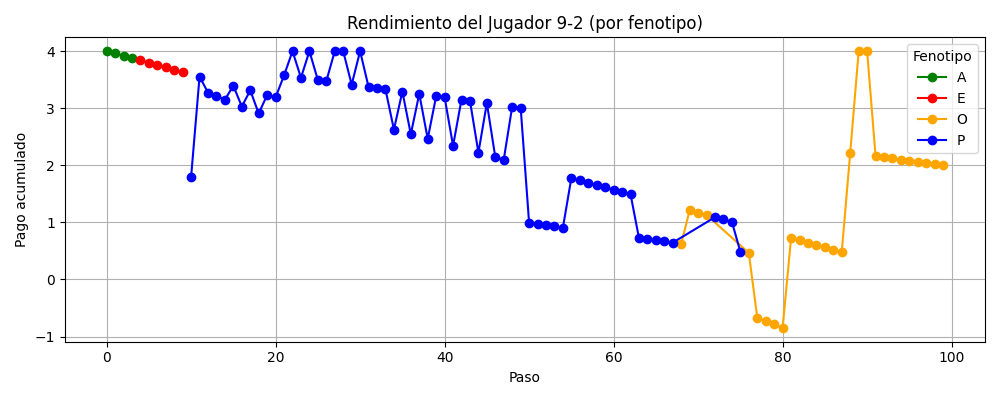 Rendimiento del Jugador 9-2 (por fenotipo)
Pago acumulado
4
3
2
1
0
−1
0 20 40 60 80 100
Paso
Fenotipo
A
E
O
P